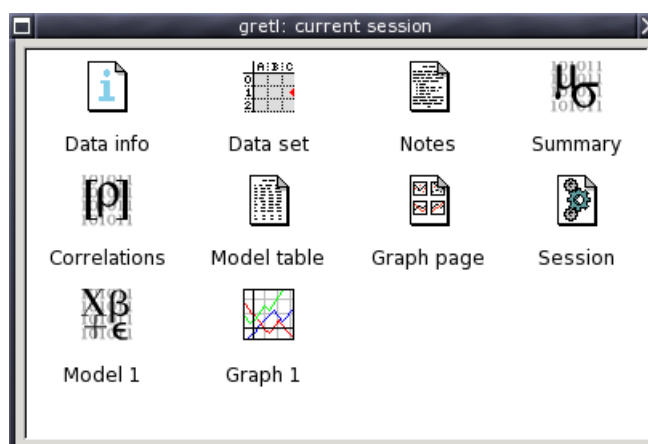 gretl: current session
Data info Data set Notes Summary
Correlations Model table Graph page Session
Model 1 Graph 1